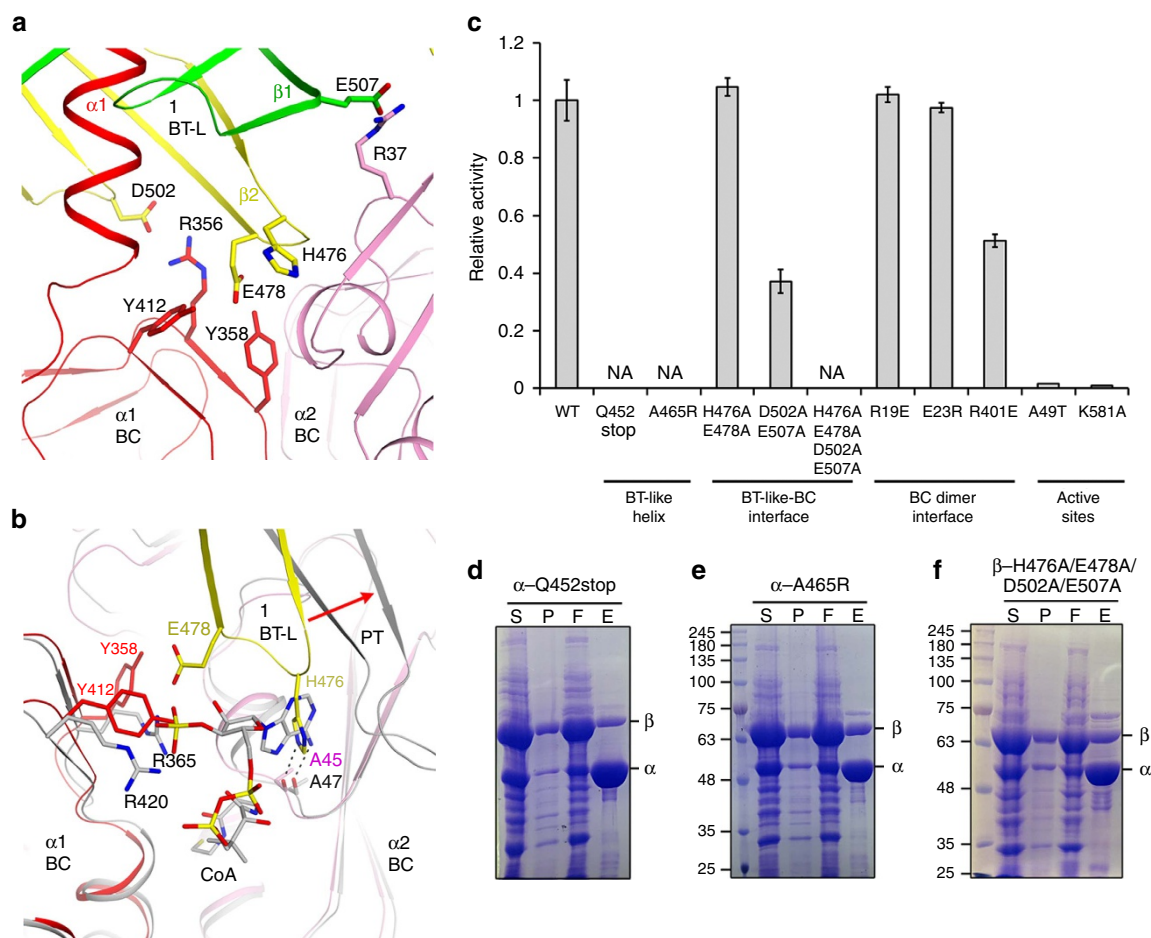 a
α1
1
BT-L
β1
E507
R37
D502
β2
R356
H476
E478
Y412
Y358
α1
BC
α2
BC
b
E478
1
BT-L
PT
Y358
Y412
H476
R365
A45
A47
R420
α1
BC
CoA
α2
BC
c
Relative activity
1.2
1
0.8
0.6
0.4
0.2
0
NA
NA
NA
WT
Q452
stop
A465R
H476A
E478A
D502A
E507A
H476A
E478A
D502A
E507A
R19E
E23R
R401E
A49T
K581A
BT-like
helix
BT-like-BC
interface
BC dimer
interface
Active
sites
d
α–Q452stop
S P F E
β
α
e
α–A465R
S P F E
245
180
135
100
75
63
48
35
25
β
α
f
β–H476A/E478A/
D502A/E507A
S P F E
245
180
135
100
75
63
48
35
25
β
α